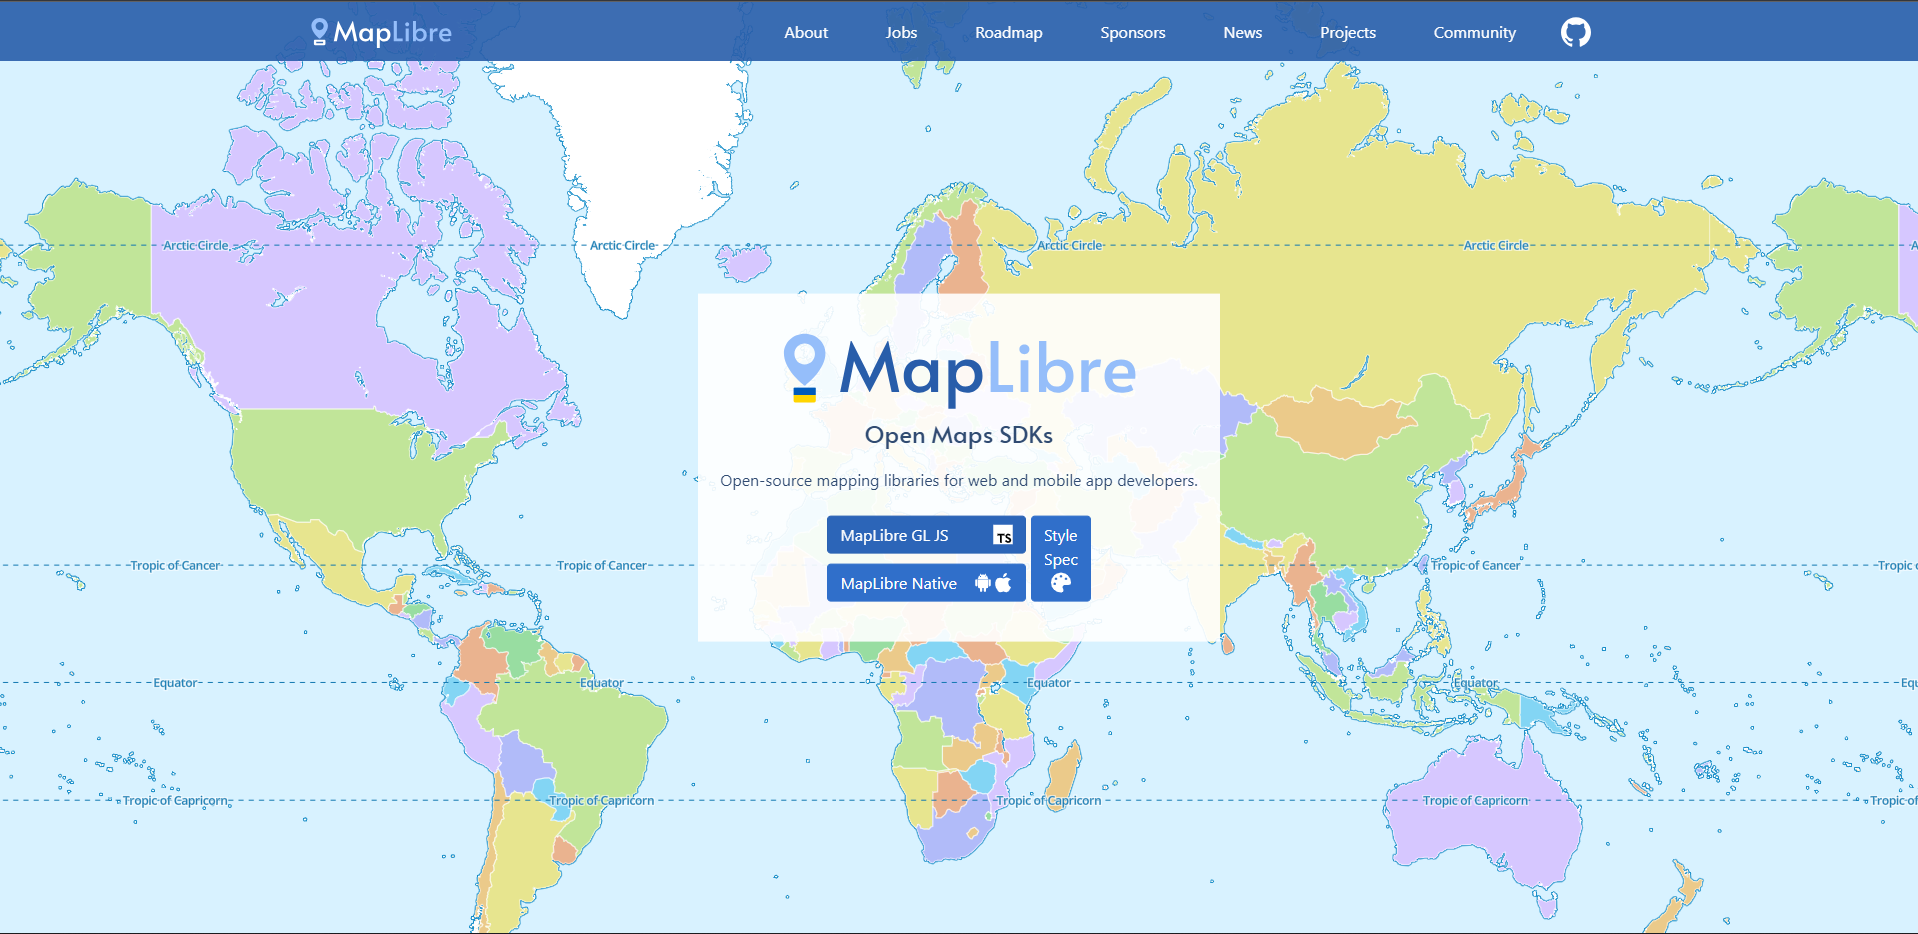 MapLibre
About Jobs Roadmap Sponsors News Projects Community
Arctic Circle Arctic Circle Arctic Circle Arctic Circle A
MapLibre
Open Maps SDKs
Open-source mapping libraries for web and mobile app developers.
MapLibre GL JS TS
Style
Spec
MapLibre Native
Tropic of Cancer Tropic of Cancer Tropic of Cancer Tropic c
Equator Equator Equator Equator Equ
Tropic of Capricorn Tropic of Capricorn Tropic of Capricorn Tropic of Capricorn Tropic of C